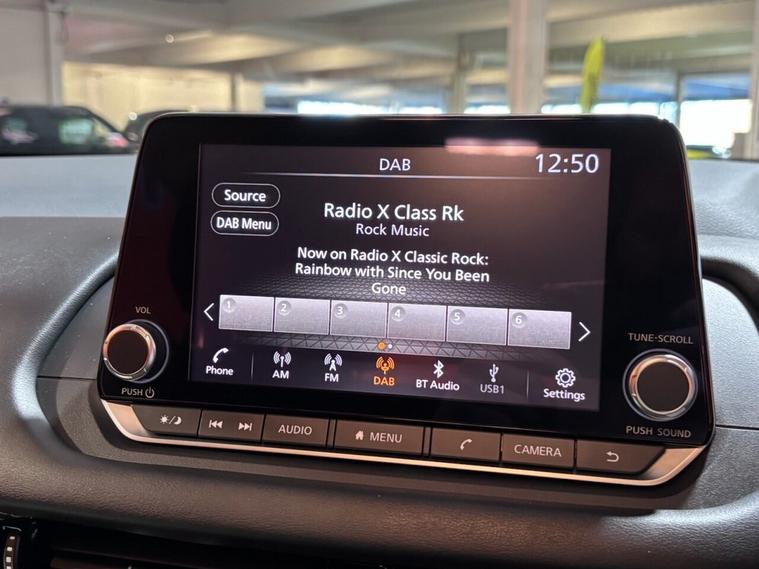 DAB
12:50
Source
DAB Menu
Radio X Class Rk
Rock Music
Now on Radio X Classic Rock:
Rainbow with Since You Been
Gone
1 2 3 4 5 6
Phone
AM
FM
DAB
BT Audio
USB1
Settings
VOL
PUSH
TUNE·SCROLL
PUSH SOUND
AUDIO
MENU
CAMERA